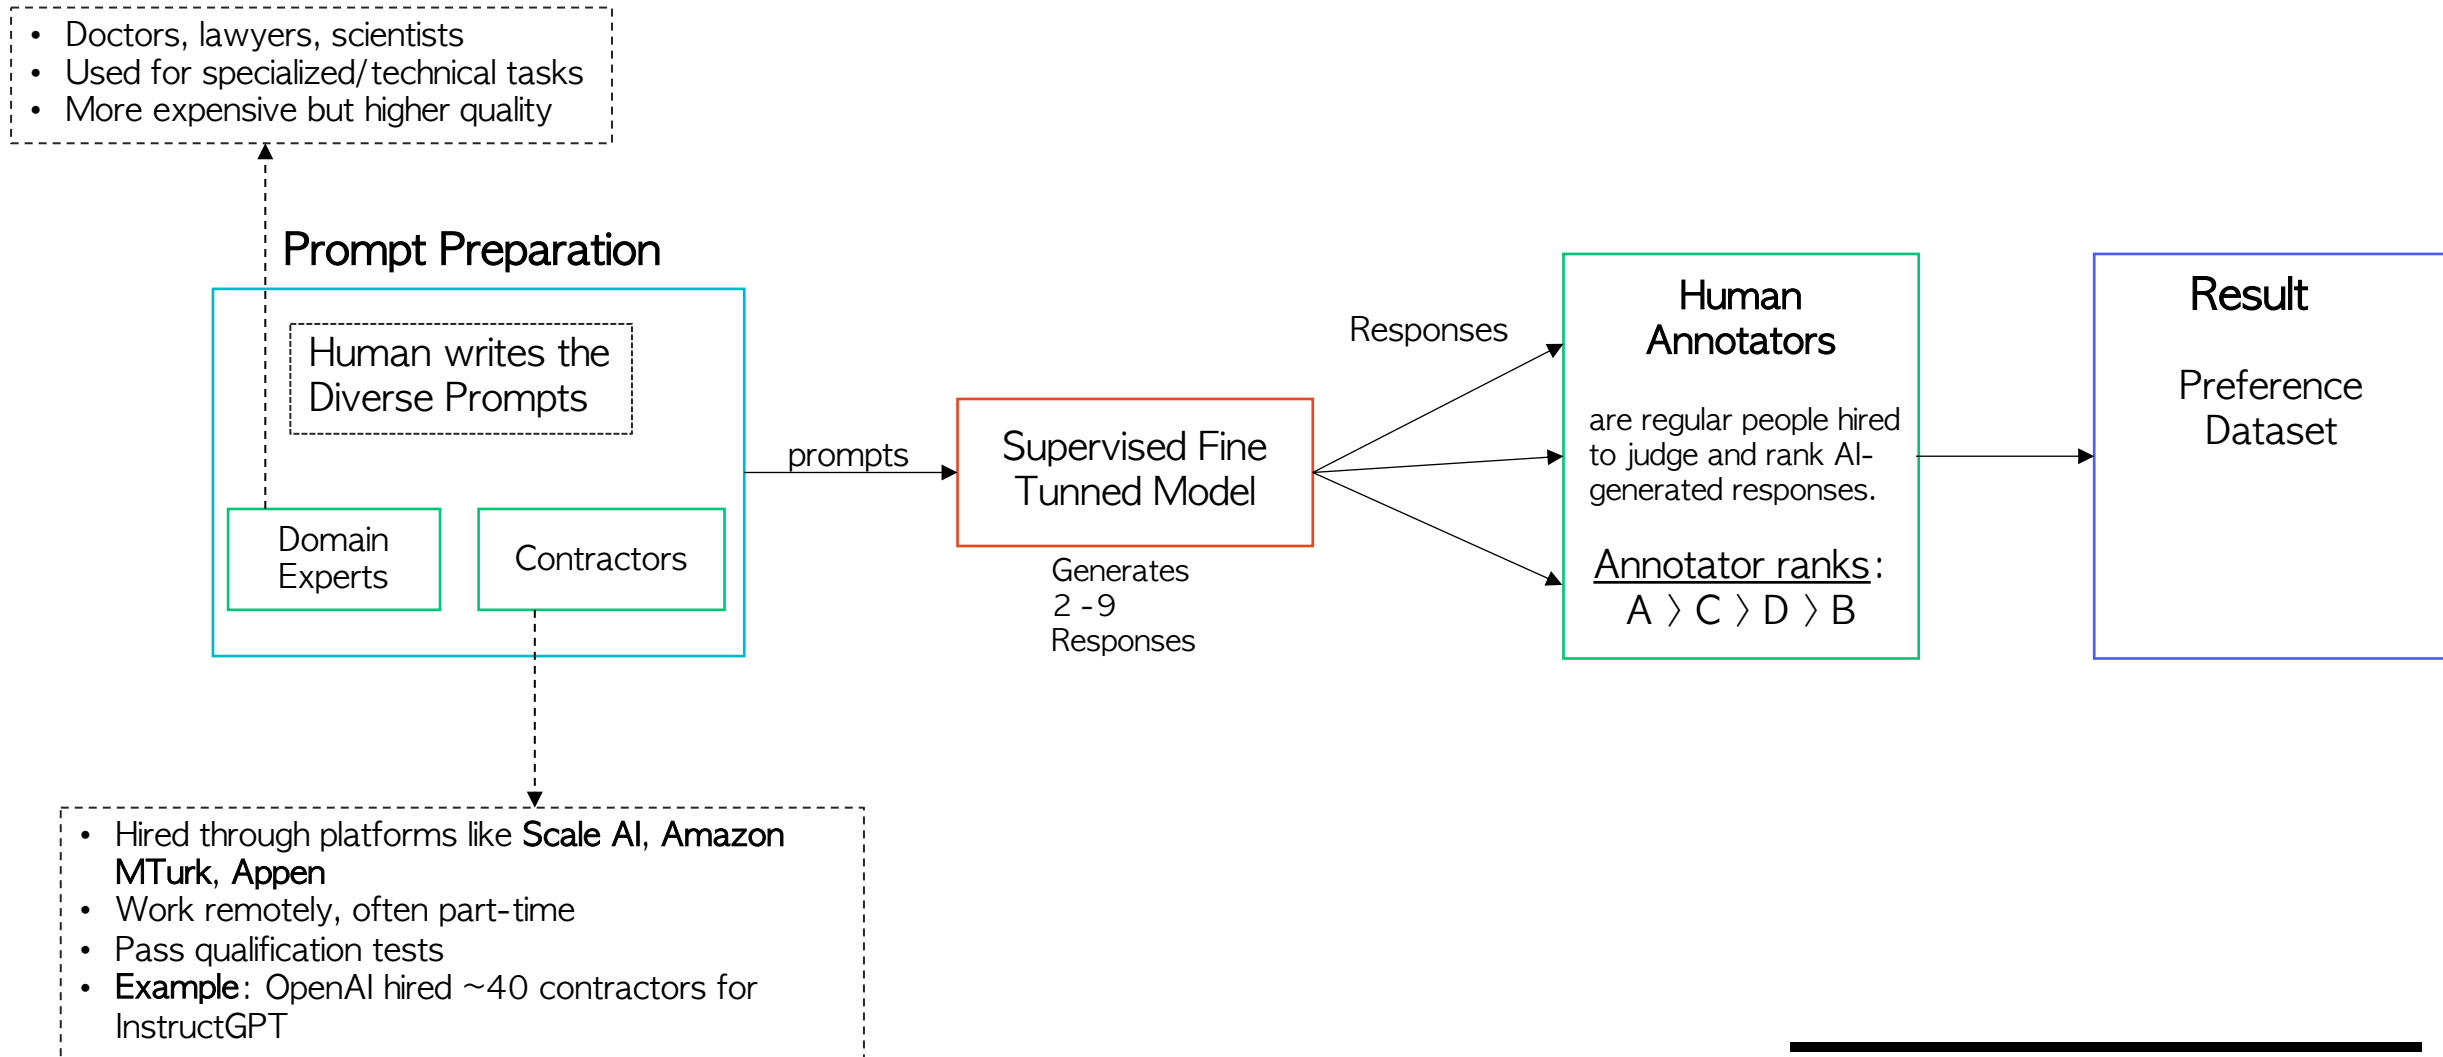 • Doctors, lawyers, scientists
• Used for specialized/technical tasks
• More expensive but higher quality
Prompt Preparation
Human writes the
Diverse Prompts
Domain
Experts
Contractors
prompts
Supervised Fine
Tunned Model
Generates
2 -9
Responses
Responses
Human
Annotators
are regular people hired
to judge and rank AI-
generated responses.
Annotator ranks:
A 〉C 〉D 〉B
Result
Preference
Dataset
• Hired through platforms like Scale AI, Amazon
MTurk, Appen
• Work remotely, often part-time
• Pass qualification tests
• Example: OpenAI hired ~40 contractors for
InstructGPT